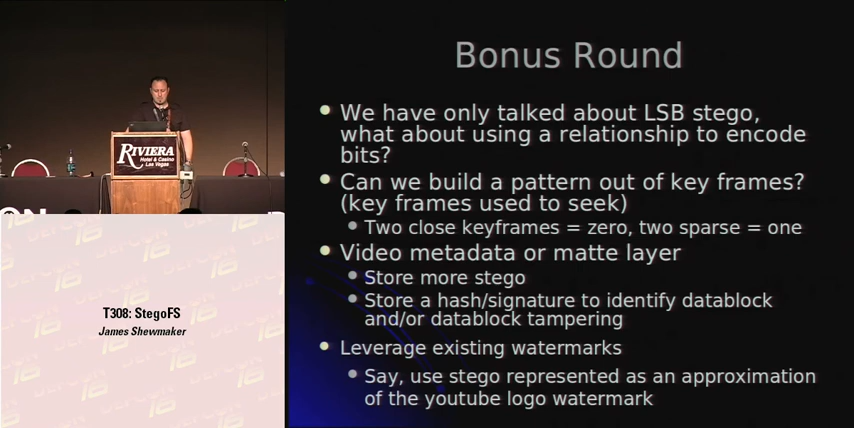 Bonus Round
We have only talked about LSB stego,
what about using a relationship to encode
bits?
Can we build a pattern out of key frames?
(key frames used to seek)
Two close keyframes = zero, two sparse = one
Video metadata or matte layer
Store more stego
Store a hash/signature to identify datablock
and/or datablock tampering
Leverage existing watermarks
Say, use stego represented as an approximation
of the youtube logo watermark
RIVIERA
Hotel & Casino
Las Vegas
T308: StegoFS
James Shewmaker